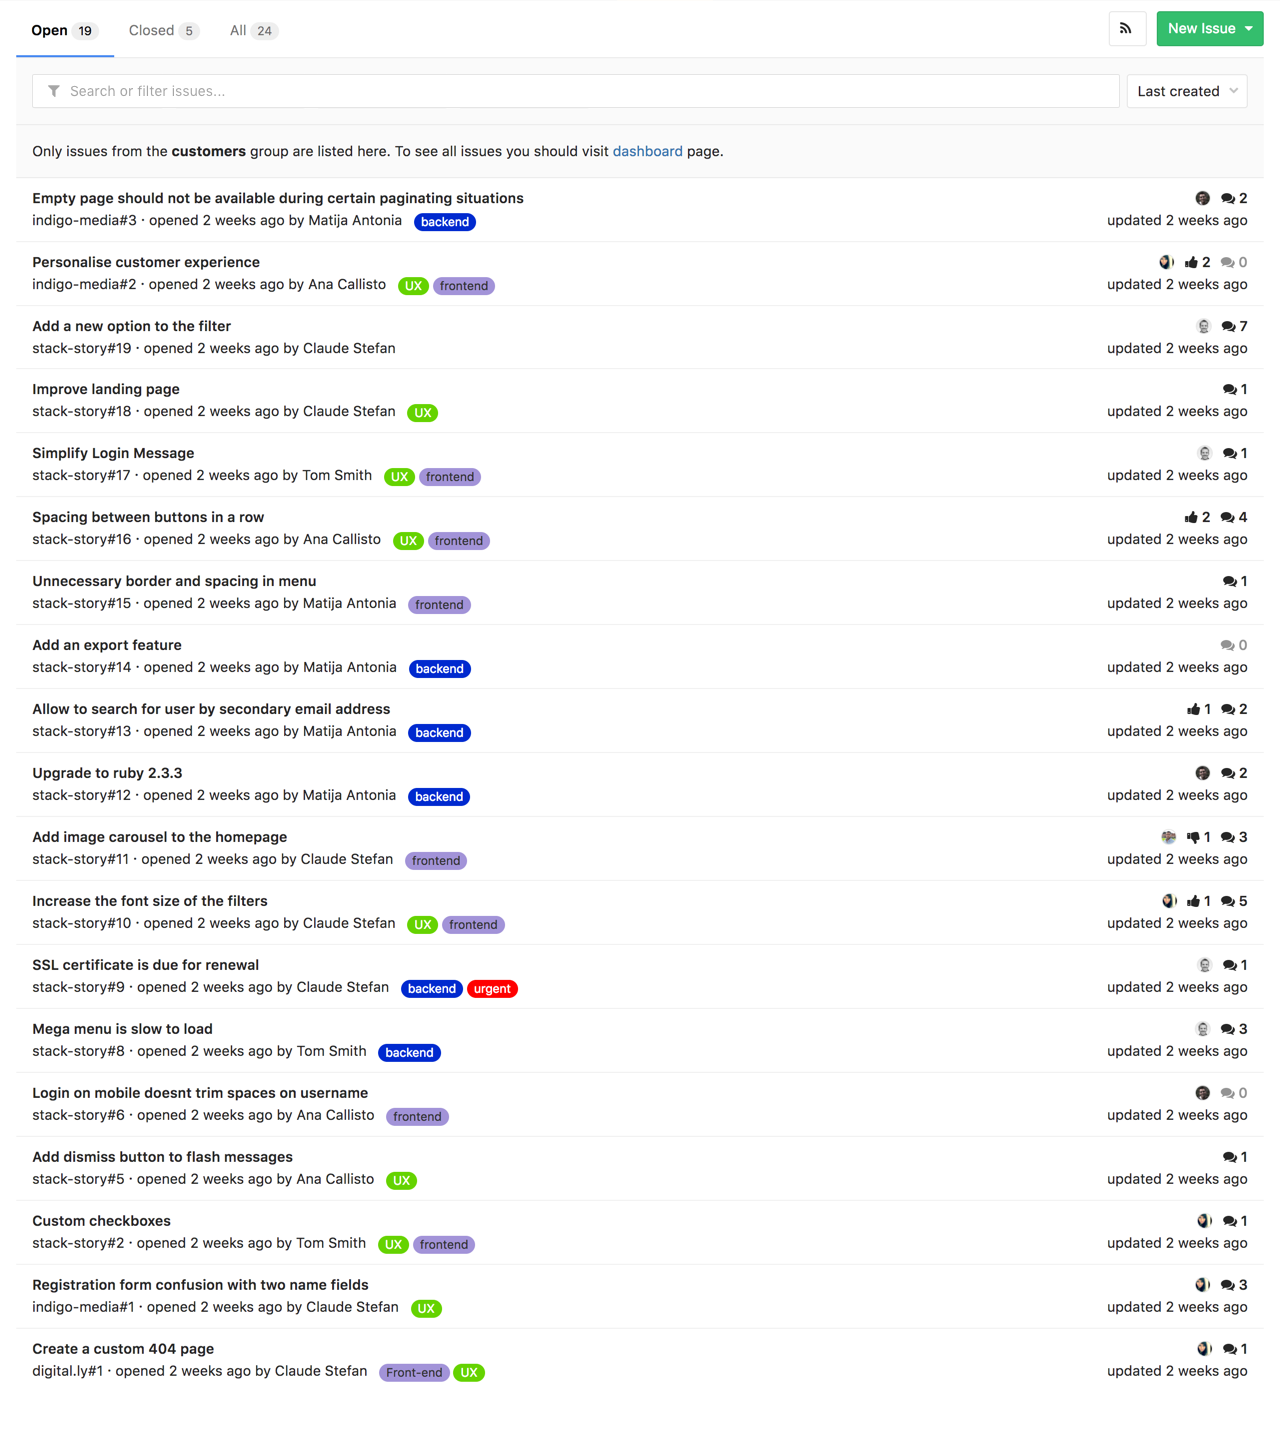 Open 19 Closed 5 All 24 New Issue
Search or filter issues... Last created
Only issues from the customers group are listed here. To see all issues you should visit dashboard page.
Empty page should not be available during certain paginating situations 2
indigo-media#3 · opened 2 weeks ago by Matija Antonia backend updated 2 weeks ago
Personalise customer experience 2 0
indigo-media#2 · opened 2 weeks ago by Ana Callisto UX frontend updated 2 weeks ago
Add a new option to the filter 7
stack-story#19 · opened 2 weeks ago by Claude Stefan updated 2 weeks ago
Improve landing page 1
stack-story#18 · opened 2 weeks ago by Claude Stefan UX updated 2 weeks ago
Simplify Login Message 1
stack-story#17 · opened 2 weeks ago by Tom Smith UX frontend updated 2 weeks ago
Spacing between buttons in a row 2 4
stack-story#16 · opened 2 weeks ago by Ana Callisto UX frontend updated 2 weeks ago
Unnecessary border and spacing in menu 1
stack-story#15 · opened 2 weeks ago by Matija Antonia frontend updated 2 weeks ago
Add an export feature 0
stack-story#14 · opened 2 weeks ago by Matija Antonia backend updated 2 weeks ago
Allow to search for user by secondary email address 1 2
stack-story#13 · opened 2 weeks ago by Matija Antonia backend updated 2 weeks ago
Upgrade to ruby 2.3.3 2
stack-story#12 · opened 2 weeks ago by Matija Antonia backend updated 2 weeks ago
Add image carousel to the homepage 1 3
stack-story#11 · opened 2 weeks ago by Claude Stefan frontend updated 2 weeks ago
Increase the font size of the filters 1 5
stack-story#10 · opened 2 weeks ago by Claude Stefan UX frontend updated 2 weeks ago
SSL certificate is due for renewal 1
stack-story#9 · opened 2 weeks ago by Claude Stefan backend urgent updated 2 weeks ago
Mega menu is slow to load 3
stack-story#8 · opened 2 weeks ago by Tom Smith backend updated 2 weeks ago
Login on mobile doesnt trim spaces on username 0
stack-story#6 · opened 2 weeks ago by Ana Callisto frontend updated 2 weeks ago
Add dismiss button to flash messages 1
stack-story#5 · opened 2 weeks ago by Ana Callisto UX updated 2 weeks ago
Custom checkboxes 1
stack-story#2 · opened 2 weeks ago by Tom Smith UX frontend updated 2 weeks ago
Registration form confusion with two name fields 3
indigo-media#1 · opened 2 weeks ago by Claude Stefan UX updated 2 weeks ago
Create a custom 404 page 1
digital.ly#1 · opened 2 weeks ago by Claude Stefan Front-end UX updated 2 weeks ago